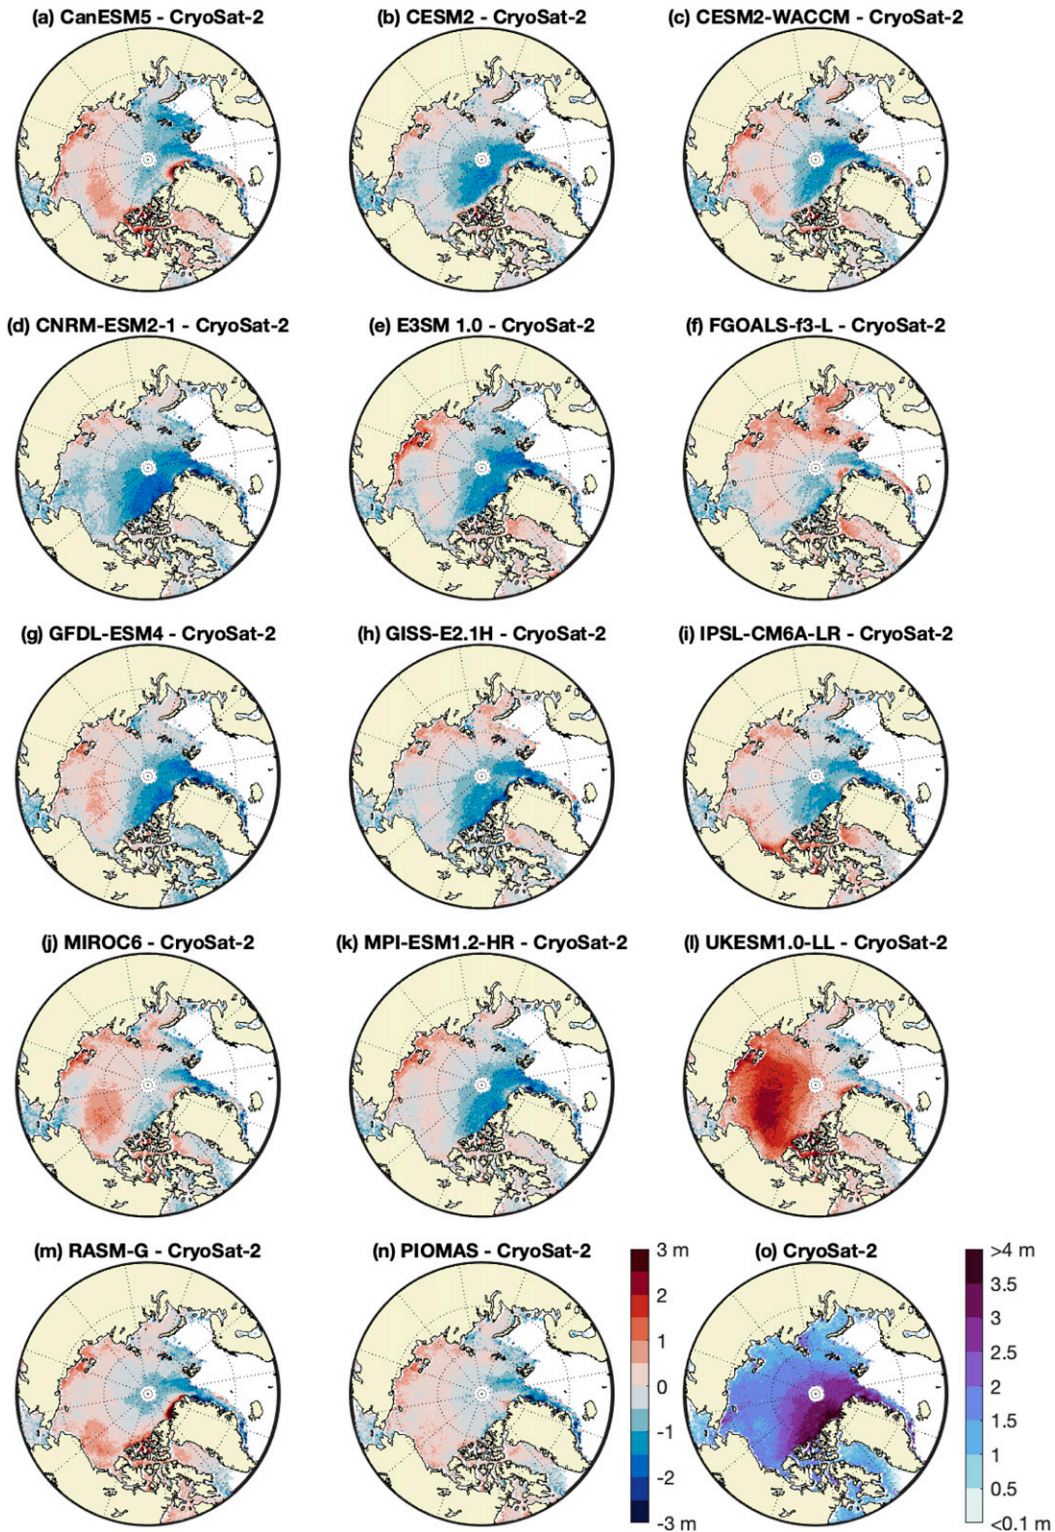 (a) CanESM5 - CryoSat-2
(b) CESM2 - CryoSat-2
(c) CESM2-WACCM - CryoSat-2
(d) CNRM-ESM2-1 - CryoSat-2
(e) E3SM 1.0 - CryoSat-2
(f) FGOALS-f3-L - CryoSat-2
(g) GFDL-ESM4 - CryoSat-2
(h) GISS-E2.1H - CryoSat-2
(i) IPSL-CM6A-LR - CryoSat-2
(j) MIROC6 - CryoSat-2
(k) MPI-ESM1.2-HR - CryoSat-2
(l) UKESM1.0-LL - CryoSat-2
(m) RASM-G - CryoSat-2
(n) PIOMAS - CryoSat-2
3 m
2
1
0
-1
-2
-3 m
(o) CryoSat-2
>4 m
3.5
3
2.5
2
1.5
1
0.5
<0.1 m